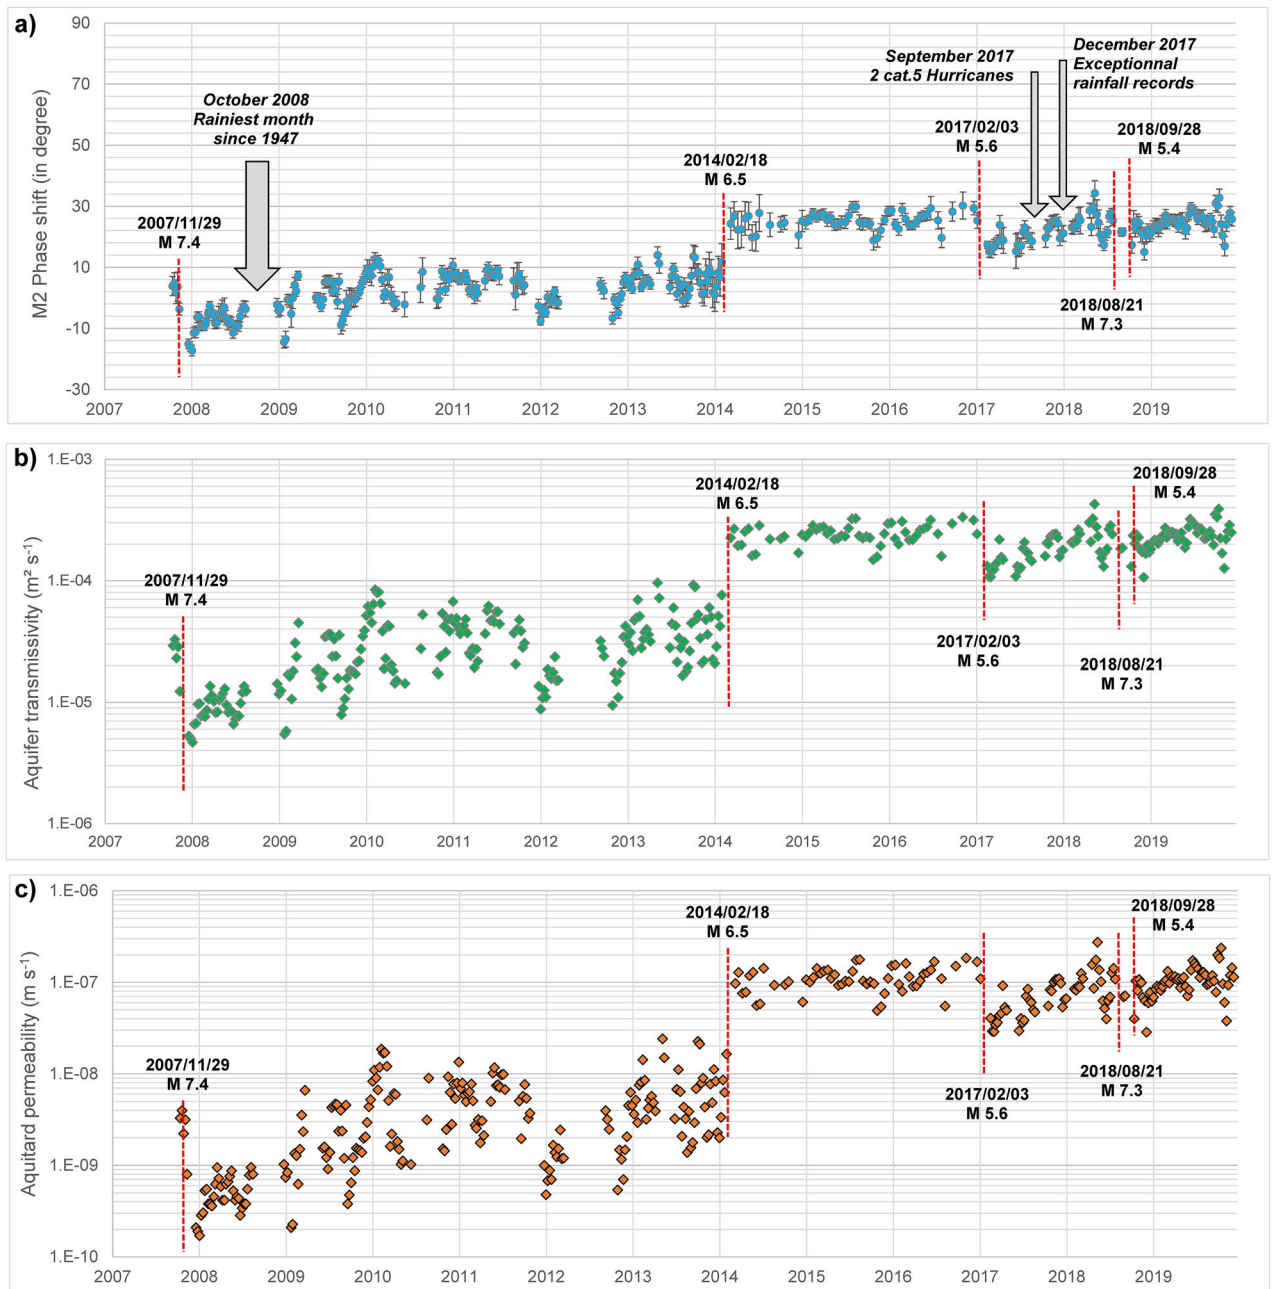 a)
M2 Phase shift (in degree)
90
70
50
30
10
-10
-30
October 2008
Rainiest month
since 1947
2007/11/29
M 7.4
2014/02/18
M 6.5
September 2017
2 cat.5 Hurricanes
December 2017
Exceptionnal
rainfall records
2017/02/03
M 5.6
2018/09/28
M 5.4
2018/08/21
M 7.3
2007 2008 2009 2010 2011 2012 2013 2014 2015 2016 2017 2018 2019
b)
Aquifer transmissivity (m² s⁻¹)
1.E-03
1.E-04
1.E-05
1.E-06
2007/11/29
M 7.4
2014/02/18
M 6.5
2018/09/28
M 5.4
2017/02/03
M 5.6
2018/08/21
M 7.3
2007 2008 2009 2010 2011 2012 2013 2014 2015 2016 2017 2018 2019
c)
Aquitard permeability (m s⁻¹)
1.E-06
1.E-07
1.E-08
1.E-09
1.E-10
2007/11/29
M 7.4
2014/02/18
M 6.5
2018/09/28
M 5.4
2017/02/03
M 5.6
2018/08/21
M 7.3
2007 2008 2009 2010 2011 2012 2013 2014 2015 2016 2017 2018 2019